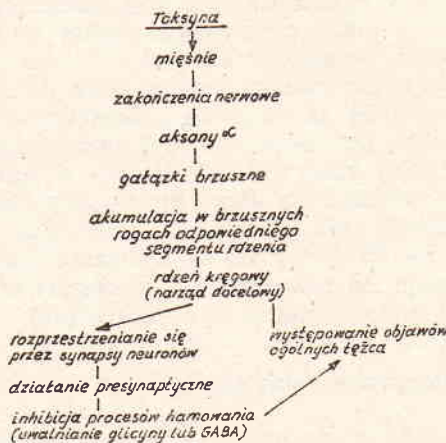 Toksyna
mięśnie
zakończenia nerwowe
aksony α
gałązki brzuszne
akumulacja w brzusznych
rogach odpowiedniego
segmentu rdzenia
rdzeń kręgowy
(narząd docelowy)
rozprzestrzenianie się
przez synapsy neuronów
występowanie objawów
ogólnych tężca
działanie presynaptyczne
inhibicja procesów hamowania
(uwalnianie glicyny lub GABA)